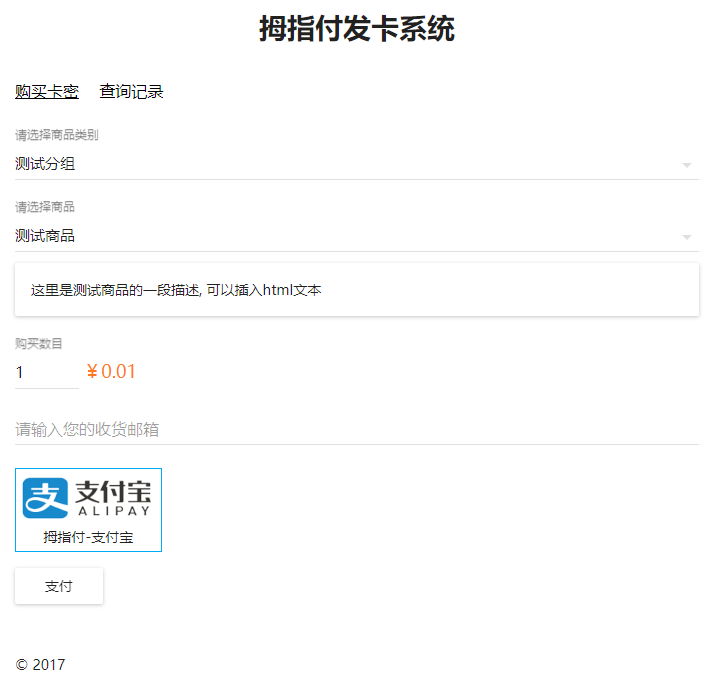 拇指付发卡系统
购买卡密 查询记录
请选择商品类别
测试分组
请选择商品
测试商品
这里是测试商品的一段描述, 可以插入html文本
购买数目
1 ¥ 0.01
请输入您的收货邮箱
支 支付宝
ALIPAY
拇指付-支付宝
支付
© 2017